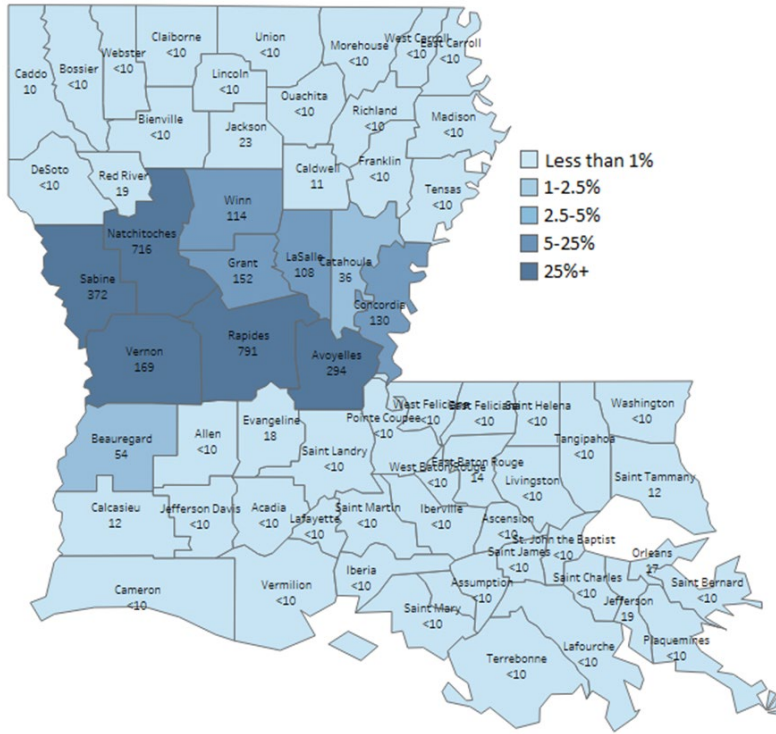 Claiborne
<10
Union
<10
Morehouse
<10
West Carroll
<10
East Carroll
<10
Webster
<10
Bossier
<10
Caddo
10
Lincoln
<10
Ouachita
<10
Richland
<10
Madison
<10
Bienville
<10
Jackson
23
DeSoto
<10
Red River
19
Caldwell
11
Franklin
<10
Tensas
<10
Less than 1%
1-2.5%
2.5-5%
5-25%
25%+
Winn
114
Natchitoches
716
Sabine
372
Grant
152
LaSalle
108
Catahoula
36
Concordia
130
Vernon
169
Rapides
791
Avoyelles
294
Beauregard
54
Allen
<10
Evangeline
18
Saint Landry
<10
Pointe Coupee
<10
West Feliciana
<10
East Feliciana
<10
Saint Helena
<10
Tangipahoa
<10
Washington
<10
West Baton Rouge
<10
East Baton Rouge
14
Livingston
<10
Saint Tammany
12
Calcasieu
12
Jefferson Davis
<10
Acadia
<10
Lafayette
<10
Saint Martin
<10
Iberville
<10
Ascension
<10
St. John the Baptist
<10
Saint James
<10
Orleans
17
Cameron
<10
Vermilion
<10
Iberia
<10
Saint Mary
<10
Assumption
<10
Saint Charles
<10
Jefferson
19
Saint Bernard
<10
Plaquemines
<10
Terrebonne
<10
Lafourche
<10